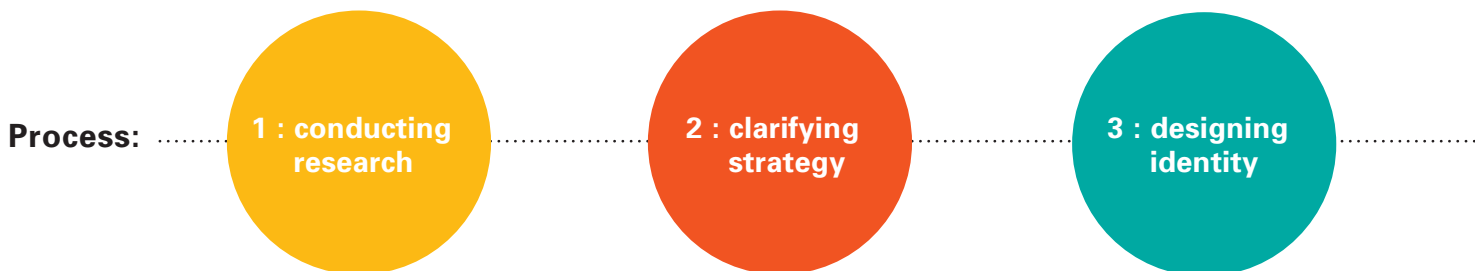 Process:
1 : conducting
research
2 : clarifying
strategy
3 : designing
identity